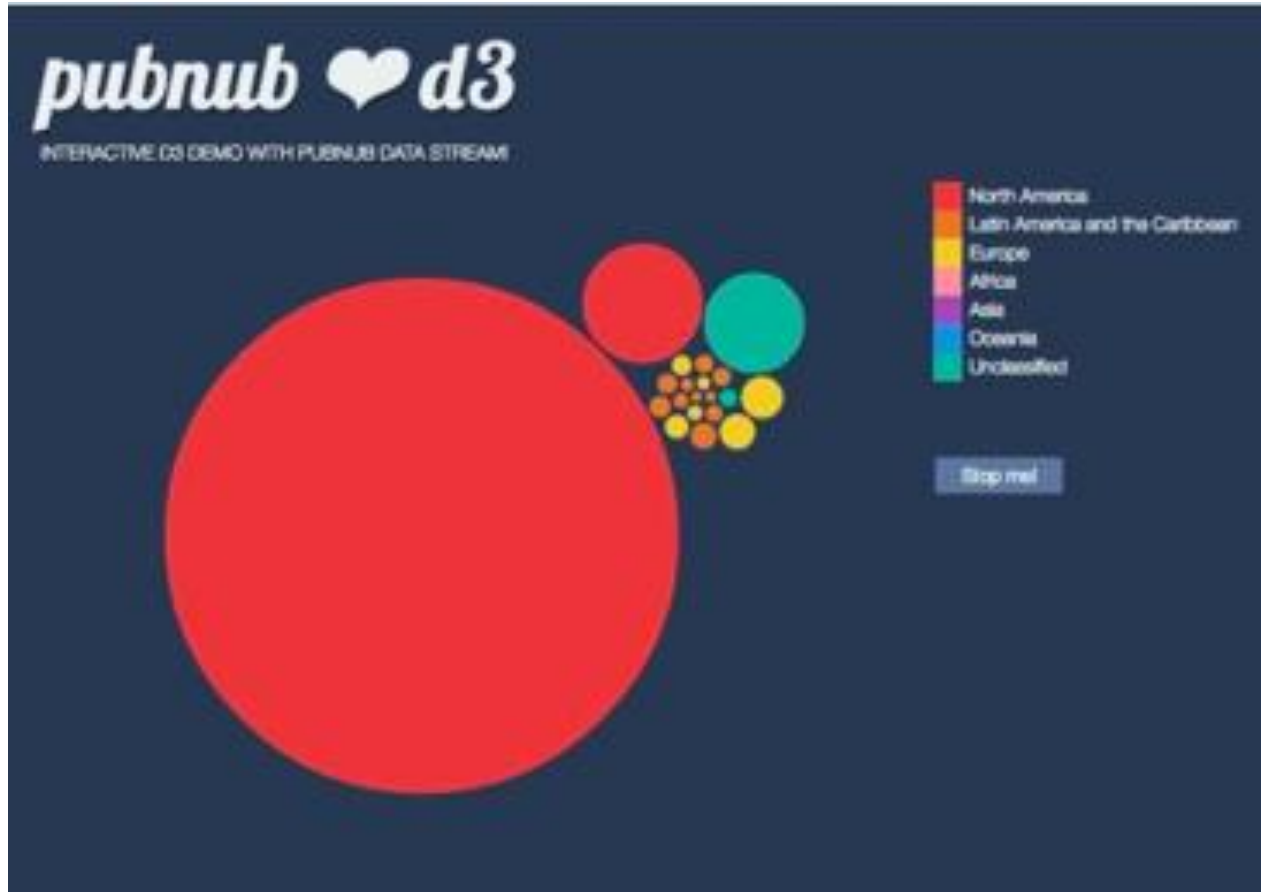 pubnub ❤ d3
INTERACTIVE D3 DEMO WITH PUBNUB DATA STREAM!
North America
Latin America and the Caribbean
Europe
Africa
Asia
Oceania
Unclassified
Stop me!